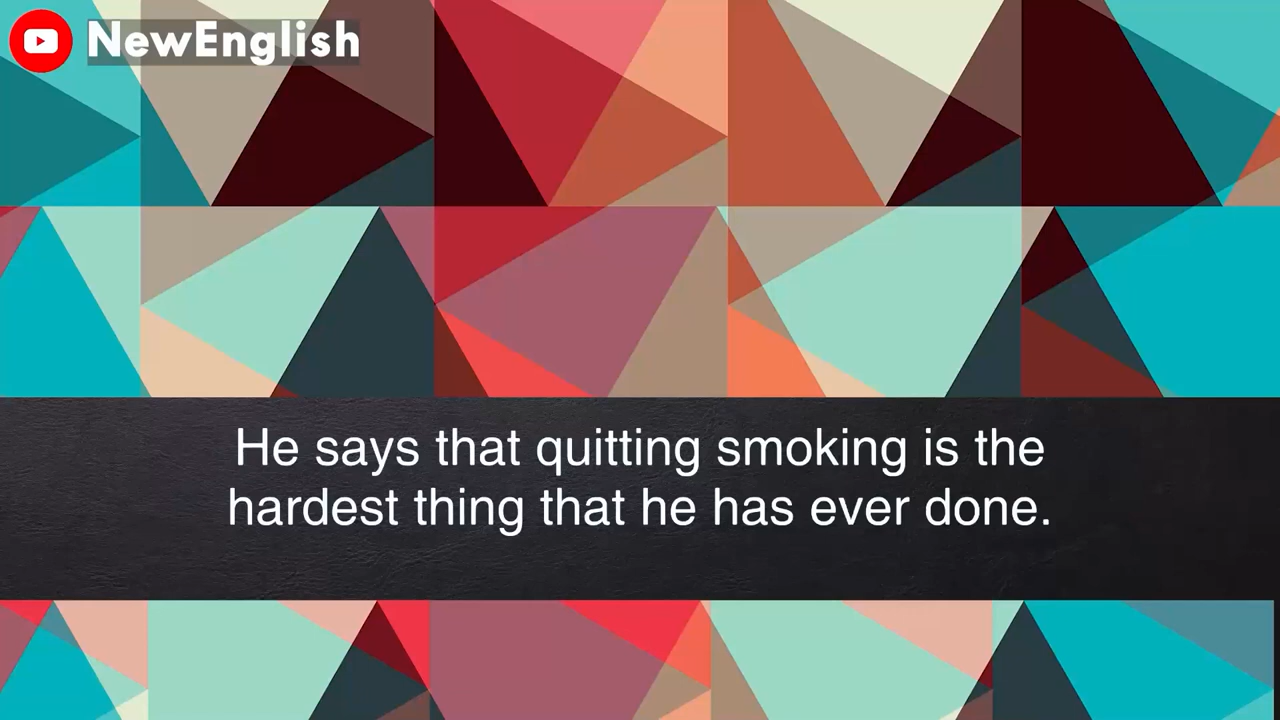 NewEnglish
He says that quitting smoking is the
hardest thing that he has ever done.